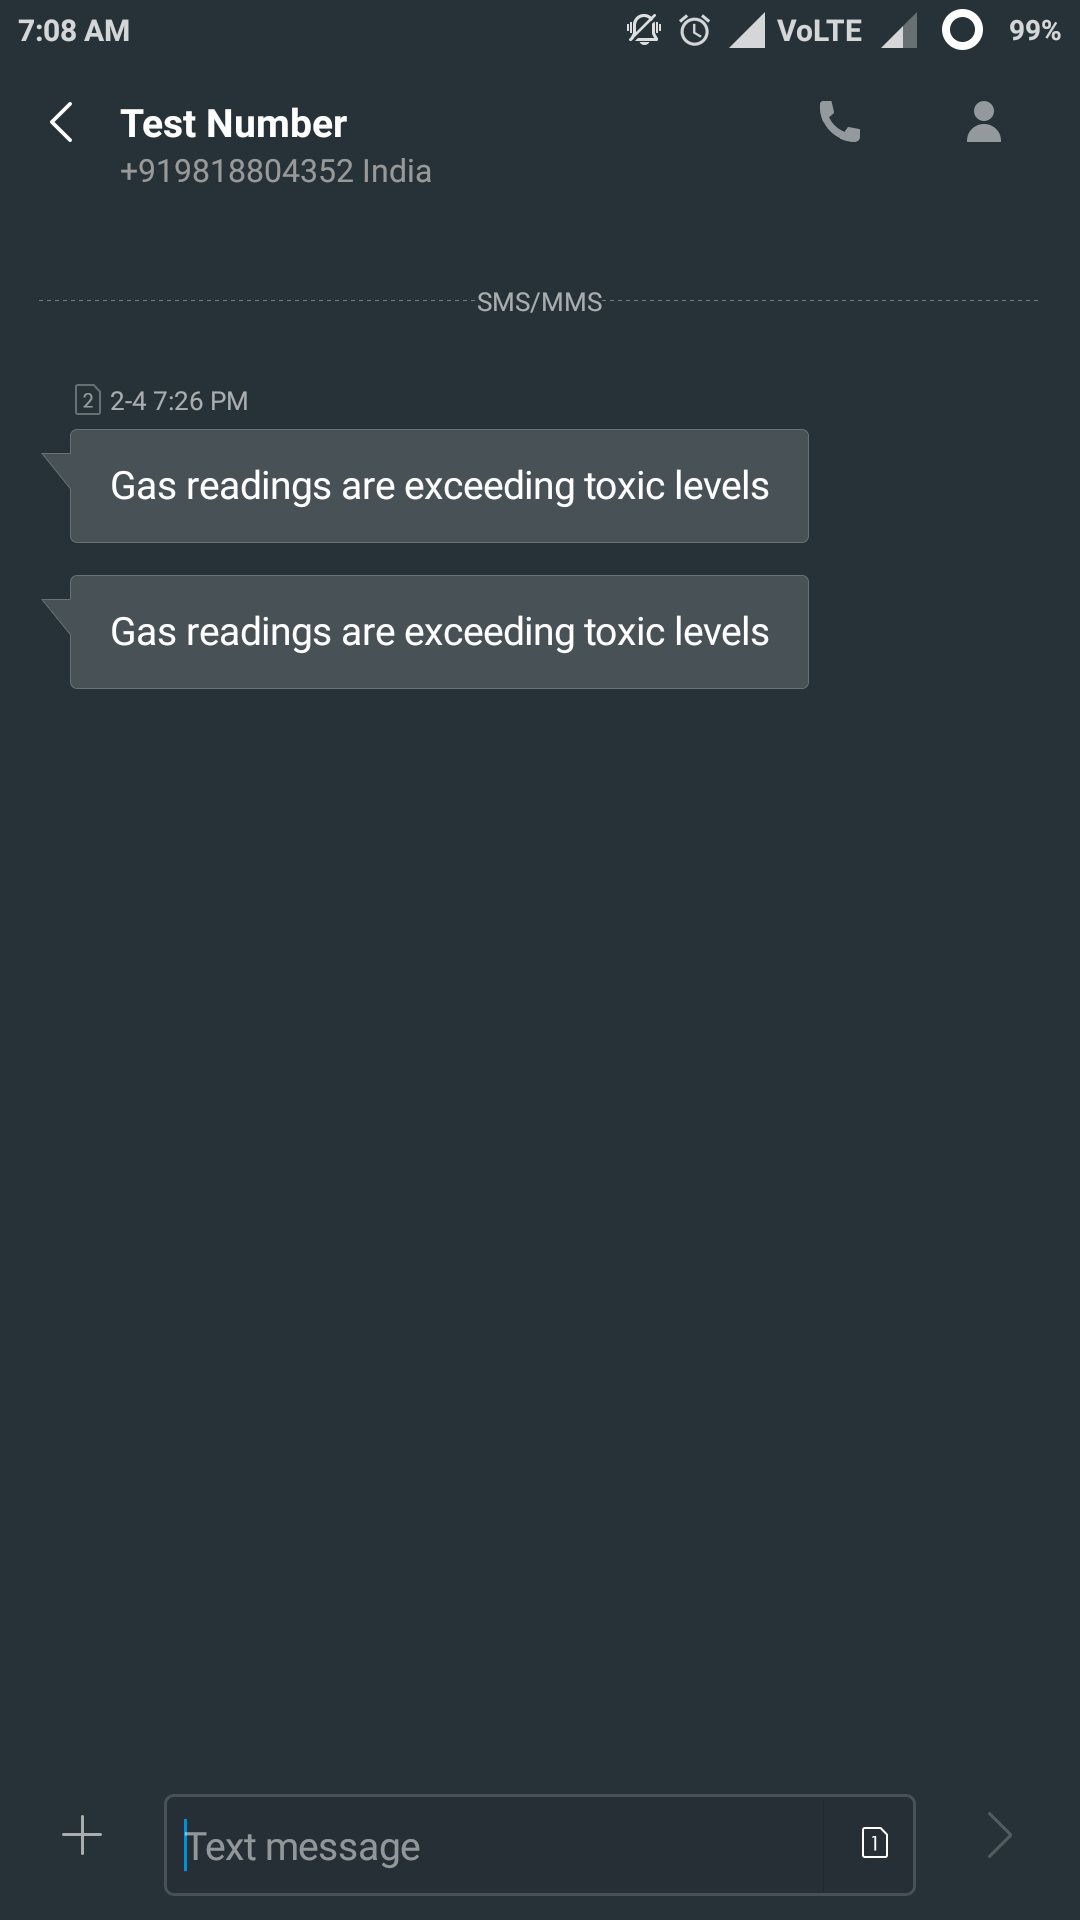 7:08 AM VoLTE 99%
Test Number
+919818804352 India
SMS/MMS
2 2-4 7:26 PM
Gas readings are exceeding toxic levels
Gas readings are exceeding toxic levels
Text message 1